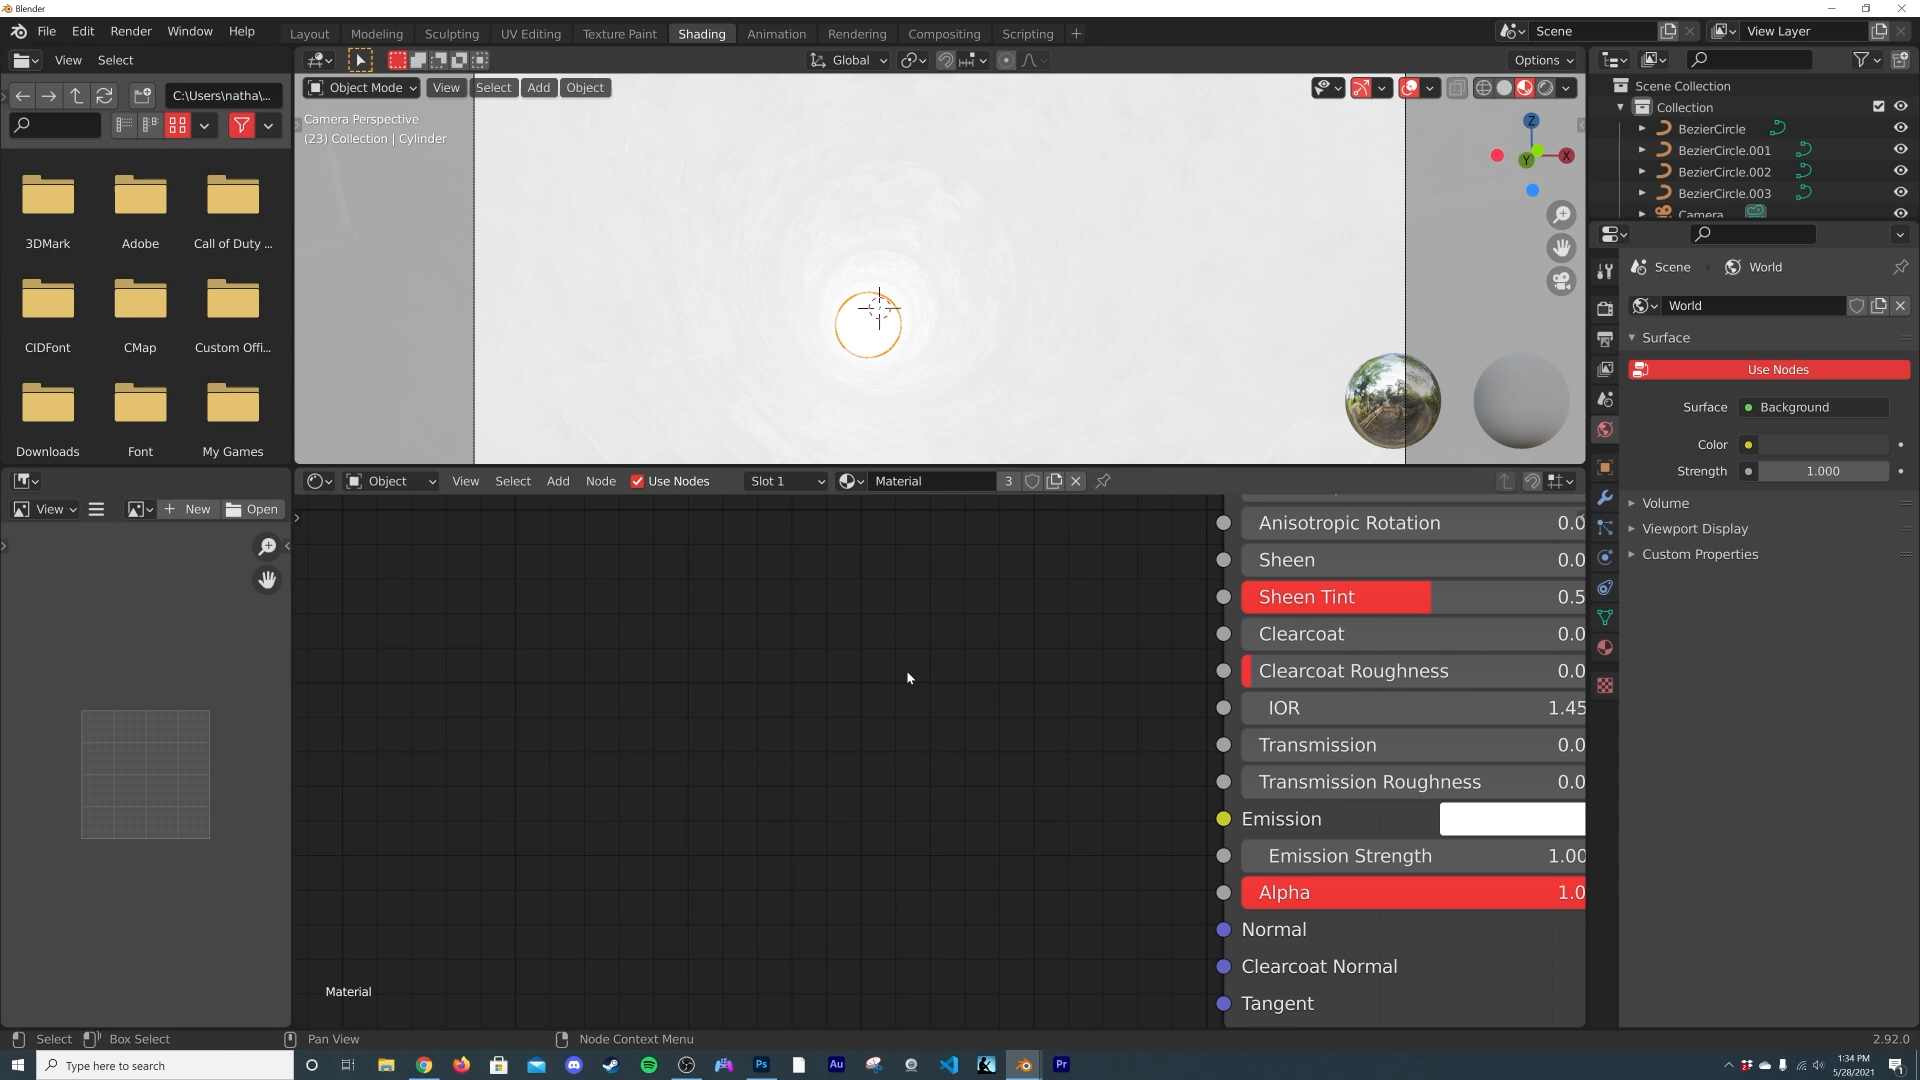 Blender
File Edit Render Window Help
Layout Modeling Sculpting UV Editing Texture Paint Shading Animation Rendering Compositing Scripting +
Scene
View Layer
View Select
Global
Options
C:\Users\natha\...
Object Mode View Select Add Object
Camera Perspective
(23) Collection | Cylinder
Z
Y
X
3DMark Adobe Call of Duty ...
CIDFont CMap Custom Offi...
Downloads Font My Games
Scene Collection
Collection
BezierCircle
BezierCircle.001
BezierCircle.002
BezierCircle.003
Camera
Scene World
World
Surface
Use Nodes
Surface Background
Color
Strength 1.000
Volume
Viewport Display
Custom Properties
Object View Select Add Node Use Nodes Slot 1 Material 3
View New Open
Anisotropic Rotation 0.0
Sheen 0.0
Sheen Tint 0.5
Clearcoat 0.0
Clearcoat Roughness 0.0
IOR 1.45
Transmission 0.0
Transmission Roughness 0.0
Emission
Emission Strength 1.00
Alpha 1.0
Normal
Clearcoat Normal
Tangent
Material
Select Box Select Pan View Node Context Menu 2.92.0
Type here to search
Ps Au Pr
1:34 PM
5/28/2021